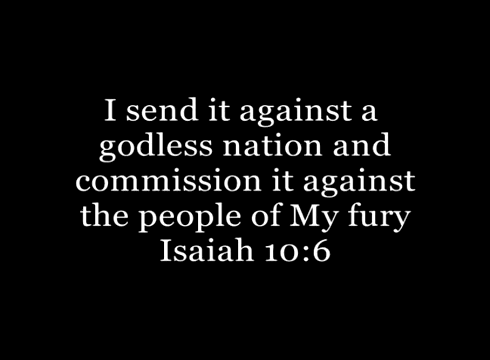 I send it against a
godless nation and
commission it against
the people of My fury
Isaiah 10:6